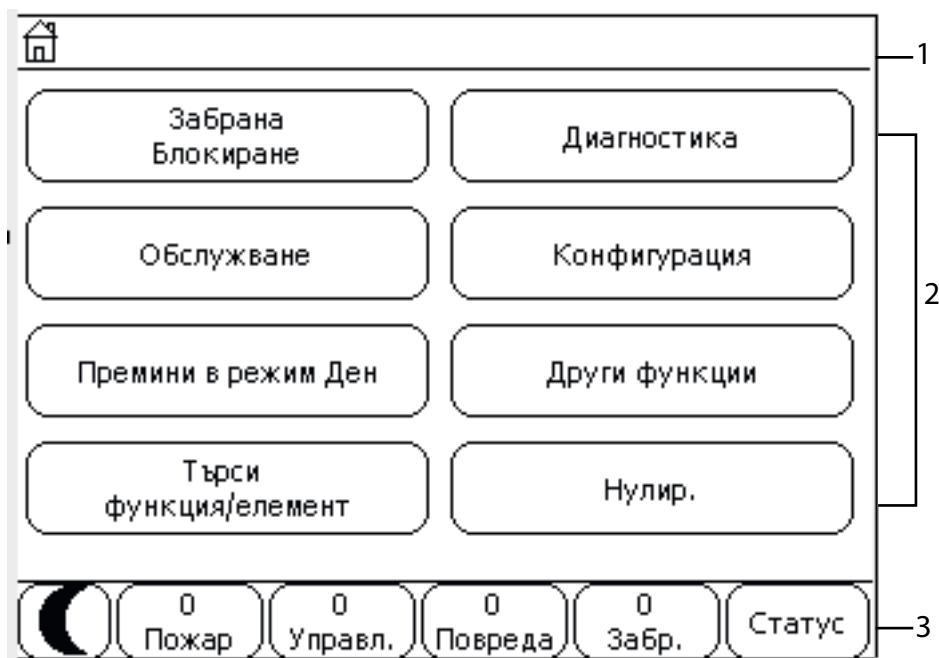 1
Забрана
Блокиране
Диагностика
Обслужване
Конфигурация
2
Премини в режим Ден
Други функции
Търси
функция/елемент
Нулир.
0
Пожар
0
Управл.
0
Повреда
0
Забр.
Статус
3